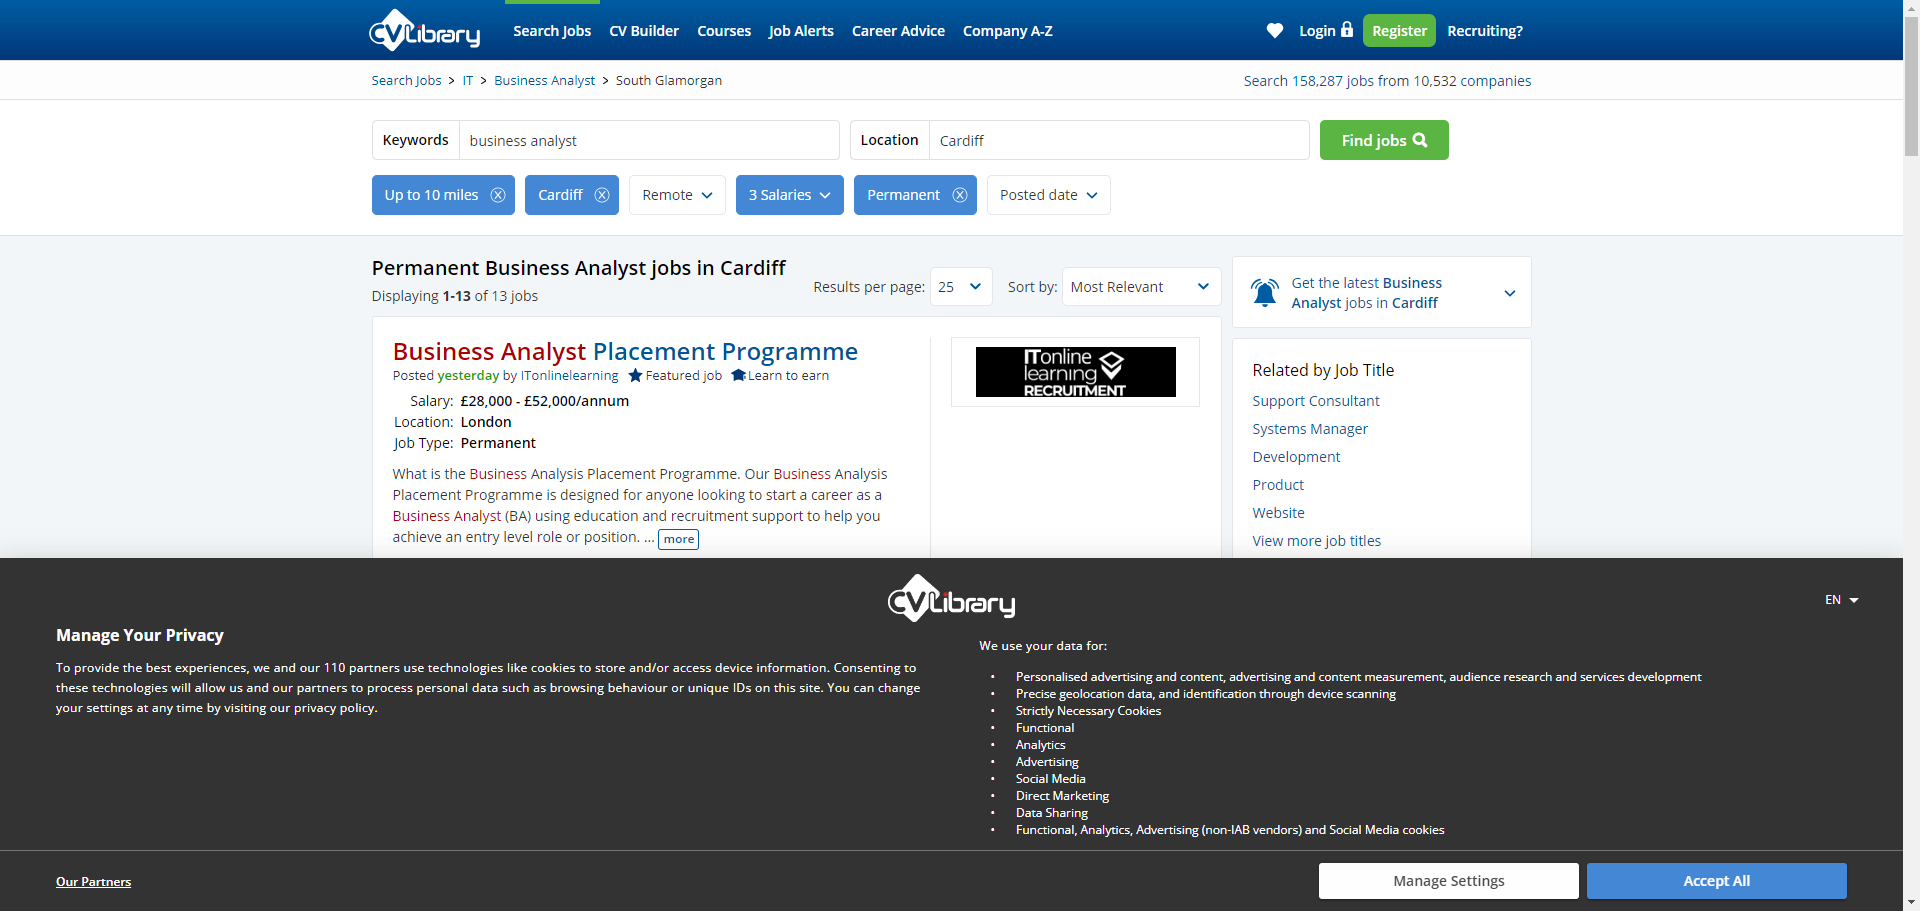 CVLibrary
Search Jobs CV Builder Courses Job Alerts Career Advice Company A-Z Login Register Recruiting?
Search Jobs > IT > Business Analyst > South Glamorgan
Search 158,287 jobs from 10,532 companies
Keywords business analyst Location Cardiff Find jobs
Up to 10 miles Cardiff Remote 3 Salaries Permanent Posted date
Permanent Business Analyst jobs in Cardiff
Displaying 1-13 of 13 jobs
Results per page: 25 Sort by: Most Relevant
Get the latest Business
Analyst jobs in Cardiff
Business Analyst Placement Programme
Posted yesterday by ITonlinelearning Featured job Learn to earn
Salary: £28,000 - £52,000/annum
Location: London
Job Type: Permanent
What is the Business Analysis Placement Programme. Our Business Analysis
Placement Programme is designed for anyone looking to start a career as a
Business Analyst (BA) using education and recruitment support to help you
achieve an entry level role or position. ... more
ITonline
learning
RECRUITMENT
Related by Job Title
Support Consultant
Systems Manager
Development
Product
Website
View more job titles
CVLibrary
EN
Manage Your Privacy
To provide the best experiences, we and our 110 partners use technologies like cookies to store and/or access device information. Consenting to
these technologies will allow us and our partners to process personal data such as browsing behaviour or unique IDs on this site. You can change
your settings at any time by visiting our privacy policy.
We use your data for:
• Personalised advertising and content, advertising and content measurement, audience research and services development
• Precise geolocation data, and identification through device scanning
• Strictly Necessary Cookies
• Functional
• Analytics
• Advertising
• Social Media
• Direct Marketing
• Data Sharing
• Functional, Analytics, Advertising (non-IAB vendors) and Social Media cookies
Our Partners
Manage Settings
Accept All